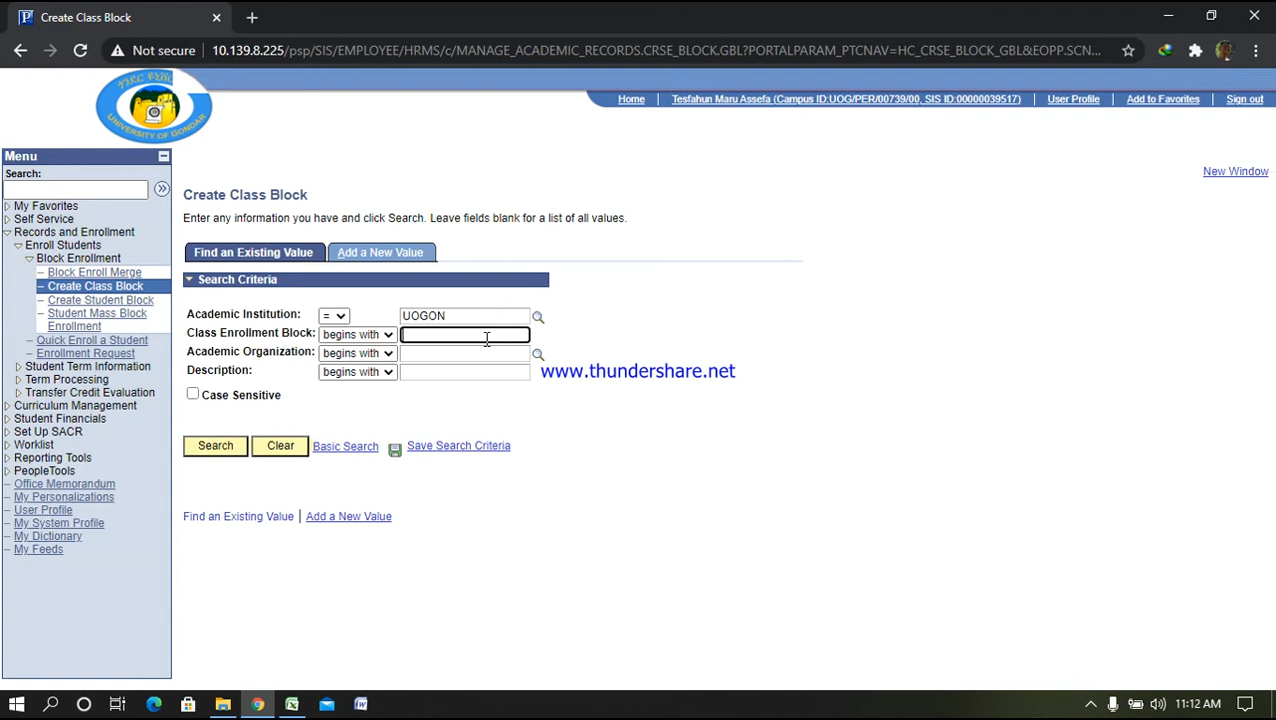 Create Class Block
Not secure 10.139.8.225/psp/SIS/EMPLOYEE/HRMS/c/MANAGE_ACADEMIC_RECORDS.CRSE_BLOCK.GBL?PORTALPARAM_PTCNAV=HC_CRSE_BLOCK_GBL&EOPP.SCN...
UNIVERSITY OF GONDAR
Home Tesfahun Maru Assefa (Campus ID:UOG/PER/00739/00, SIS ID:00000039517) User Profile Add to Favorites Sign out
Menu
Search:
My Favorites
Self Service
Records and Enrollment
Enroll Students
Block Enrollment
Block Enroll Merge
Create Class Block
Create Student Block
Student Mass Block
Enrollment
Quick Enroll a Student
Enrollment Request
Student Term Information
Term Processing
Transfer Credit Evaluation
Curriculum Management
Student Financials
Set Up SACR
Worklist
Reporting Tools
PeopleTools
Office Memorandum
My Personalizations
User Profile
My System Profile
My Dictionary
My Feeds
New Window
Create Class Block
Enter any information you have and click Search. Leave fields blank for a list of all values.
Find an Existing Value Add a New Value
Search Criteria
Academic Institution: = UOGON
Class Enrollment Block: begins with
Academic Organization: begins with
Description: begins with
www.thundershare.net
Case Sensitive
Search Clear Basic Search Save Search Criteria
Find an Existing Value | Add a New Value
11:12 AM